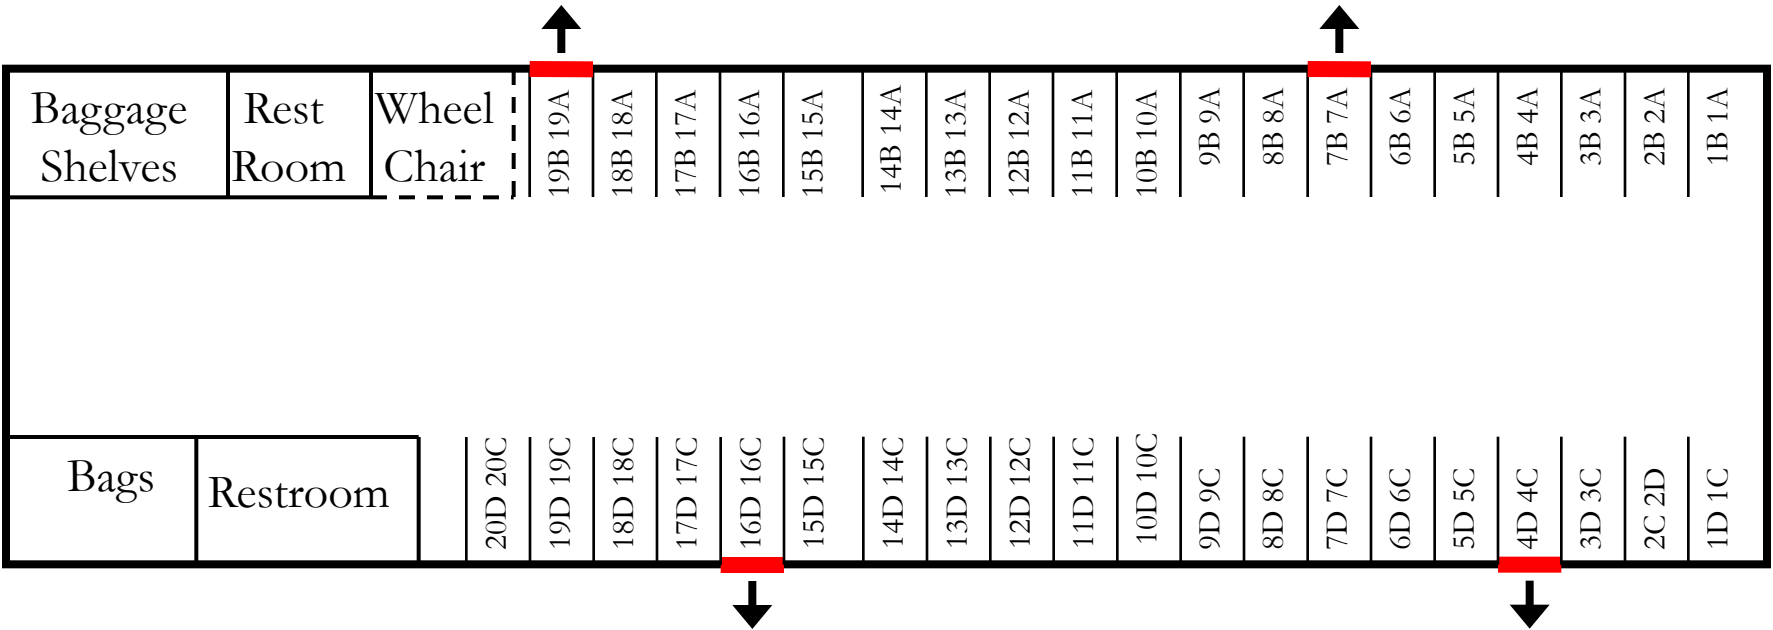 Baggage
Shelves
Rest
Room
Wheel
Chair
19B 19A
18B 18A
17B 17A
16B 16A
15B 15A
14B 14A
13B 13A
12B 12A
11B 11A
10B 10A
9B 9A
8B 8A
7B 7A
6B 6A
5B 5A
4B 4A
3B 3A
2B 2A
1B 1A
Bags
Restroom
20D 20C
19D 19C
18D 18C
17D 17C
16D 16C
15D 15C
14D 14C
13D 13C
12D 12C
11D 11C
10D 10C
9D 9C
8D 8C
7D 7C
6D 6C
5D 5C
4D 4C
3D 3C
2C 2D
1D 1C